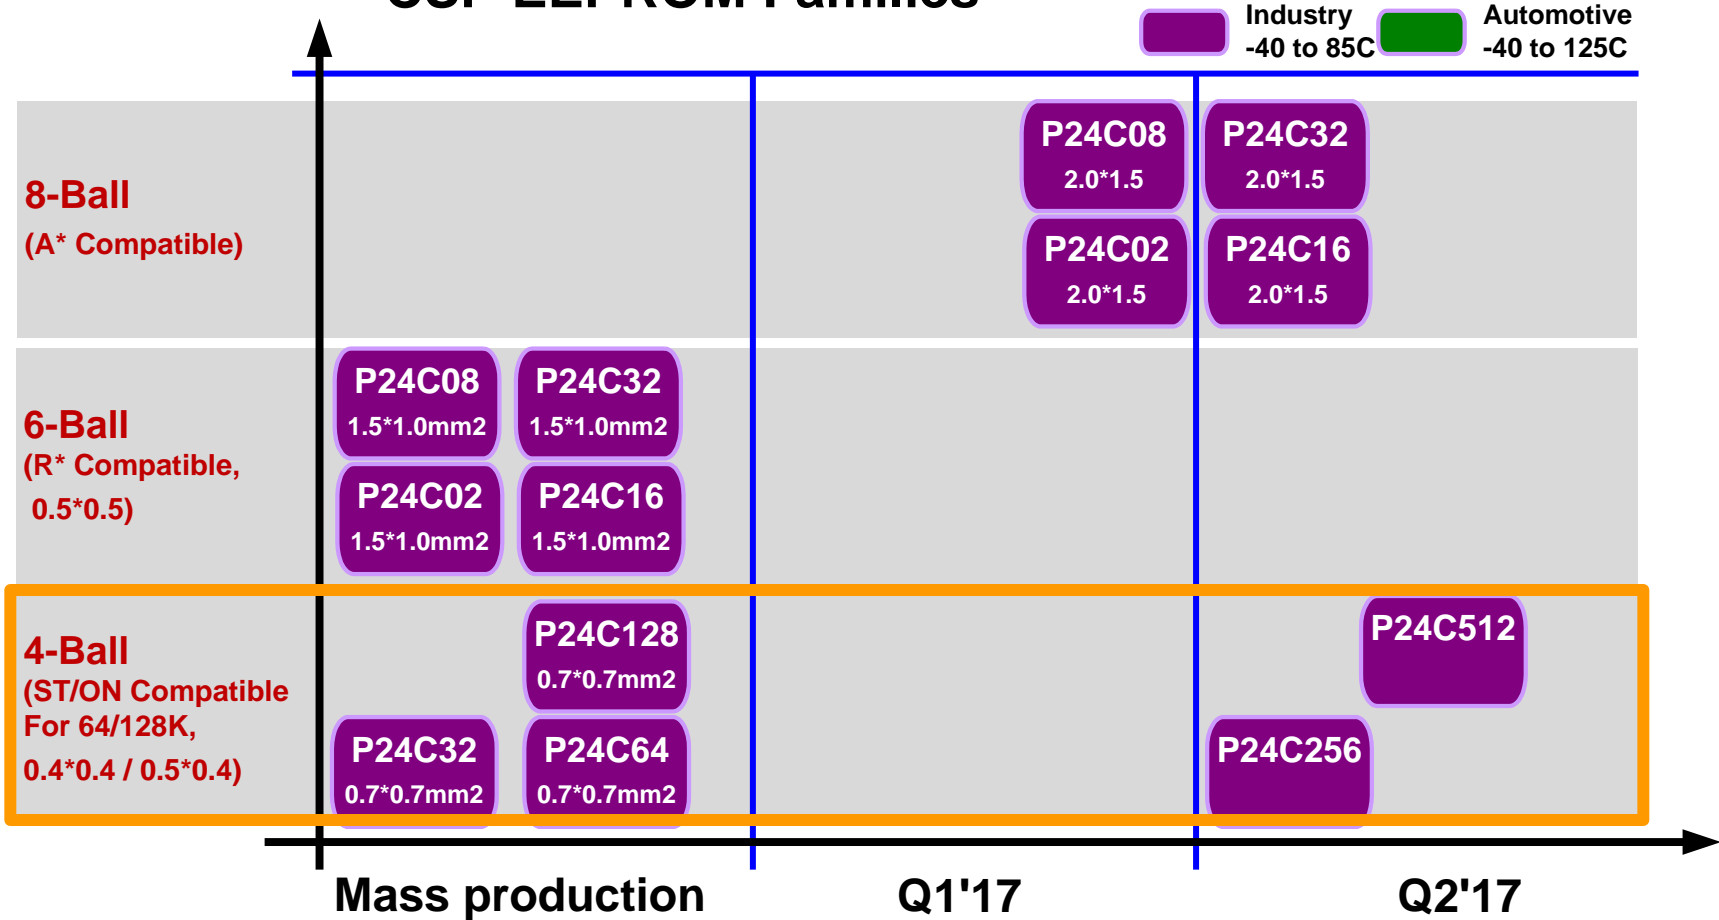 CSP EEPROM Families
Industry
-40 to 85C
Automotive
-40 to 125C
8-Ball
(A* Compatible)
P24C08
2.0*1.5
P24C32
2.0*1.5
P24C02
2.0*1.5
P24C16
2.0*1.5
6-Ball
(R* Compatible,
0.5*0.5)
P24C08
1.5*1.0mm2
P24C32
1.5*1.0mm2
P24C02
1.5*1.0mm2
P24C16
1.5*1.0mm2
4-Ball
(ST/ON Compatible
For 64/128K,
0.4*0.4 / 0.5*0.4)
P24C128
0.7*0.7mm2
P24C512
P24C32
0.7*0.7mm2
P24C64
0.7*0.7mm2
P24C256
Mass production
Q1'17
Q2'17